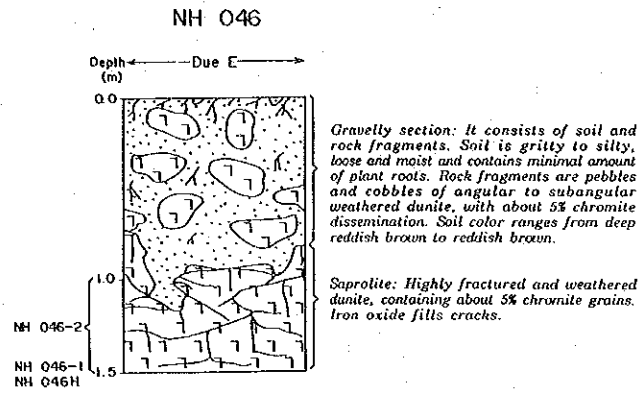 NH 046
Depth Due E
(m)
0.0
Gravelly section: It consists of soil and
rock fragments. Soil is gritty to silty,
loose and moist and contains minimal amount
of plant roots. Rock fragments are pebbles
and cobbles of angular to subangular
weathered dunite, with about 5% chromite
dissemination. Soil color ranges from deep
reddish brown to reddish brown.
1.0
Saprolite: Highly fractured and weathered
dunite, containing about 5% chromite grains.
Iron oxide fills cracks.
NH 046-2
NH 046-1
1.5
NH 046H